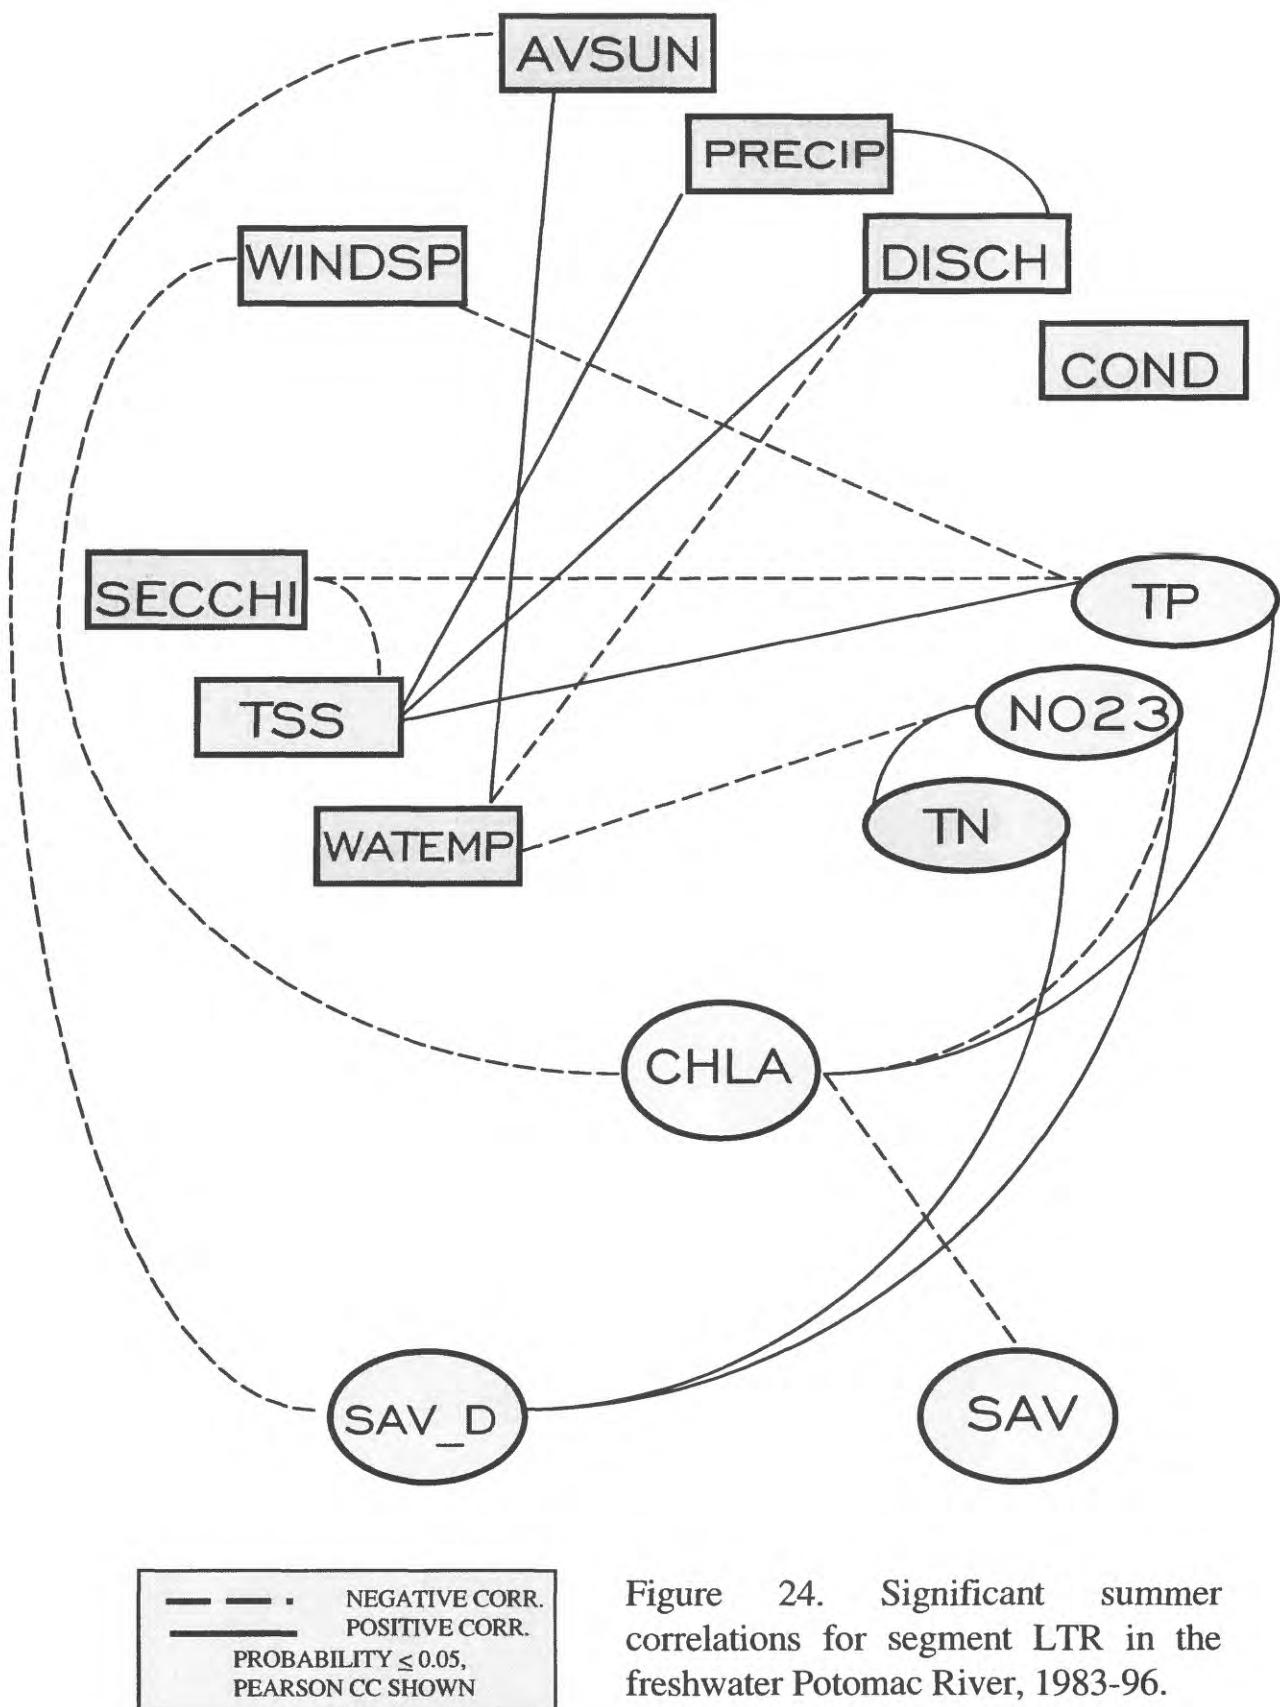 AVSUN
PRECIP
WINDSP
DISCH
COND
SECCHI
TP
TSS
NO23
TN
WATEMP
CHLA
SAV_D
SAV
NEGATIVE CORR.
POSITIVE CORR.
PROBABILITY ≤ 0.05,
PEARSON CC SHOWN
Figure 24. Significant summer
correlations for segment LTR in the
freshwater Potomac River, 1983-96.